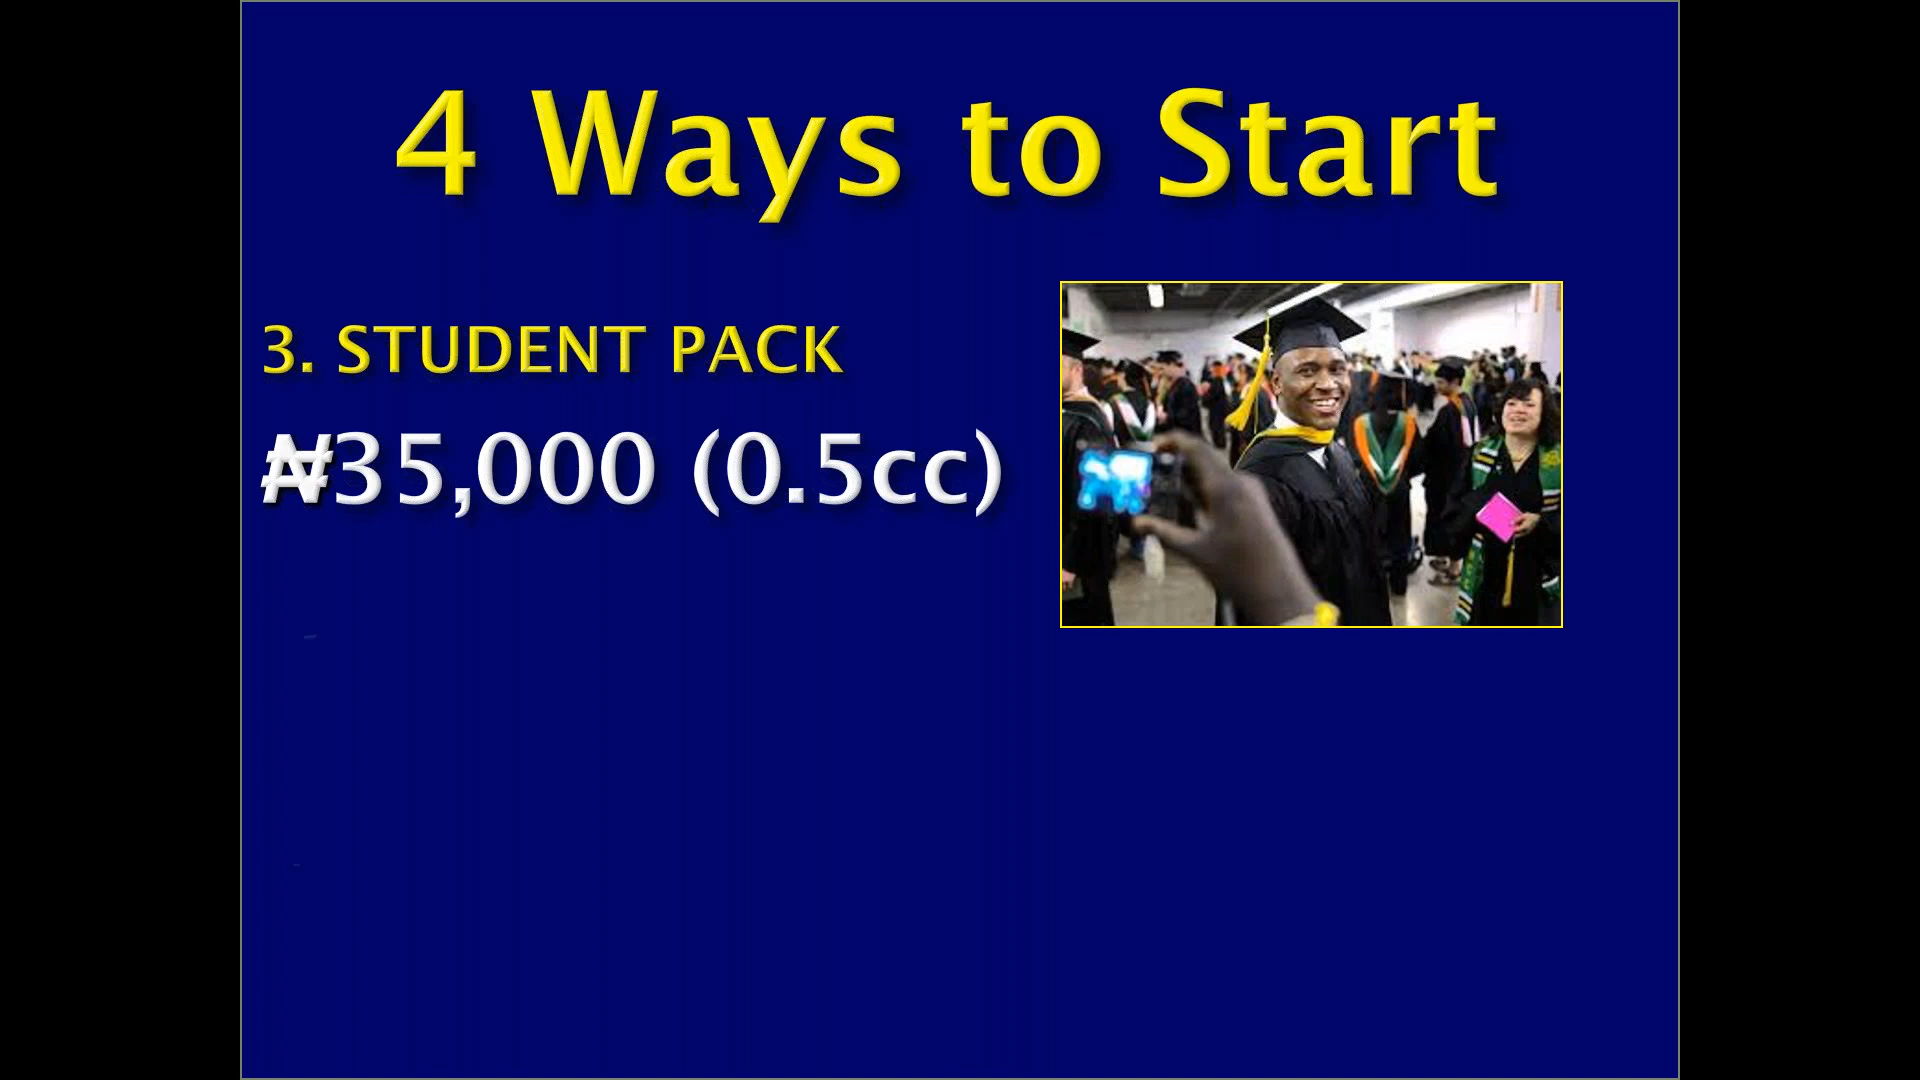 4 Ways to Start
3. STUDENT PACK
₦35,000 (0.5cc)